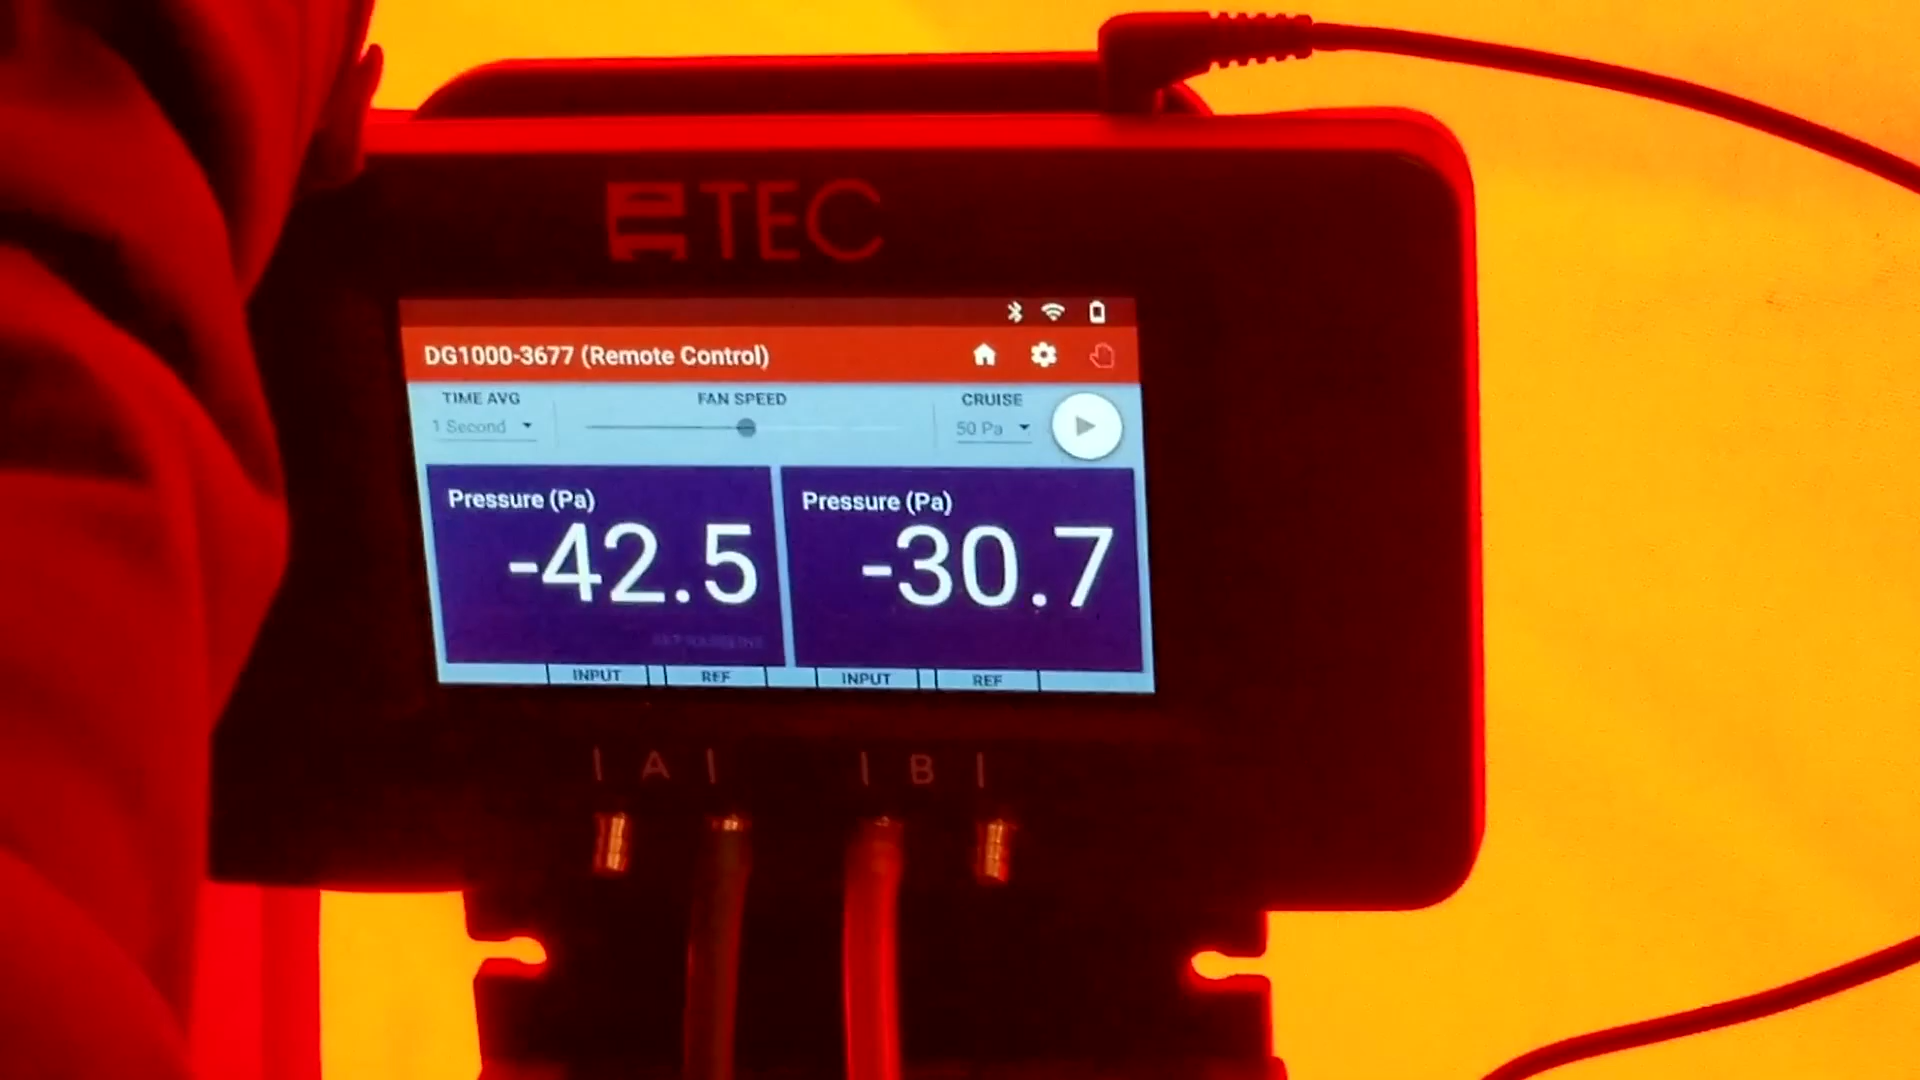 TEC
DG1000-3677 (Remote Control)
TIME AVG
FAN SPEED
CRUISE
1 Second
50 Pa
Pressure (Pa)
-42.5
Pressure (Pa)
-30.7
INPUT
REF
INPUT
REF
A
B